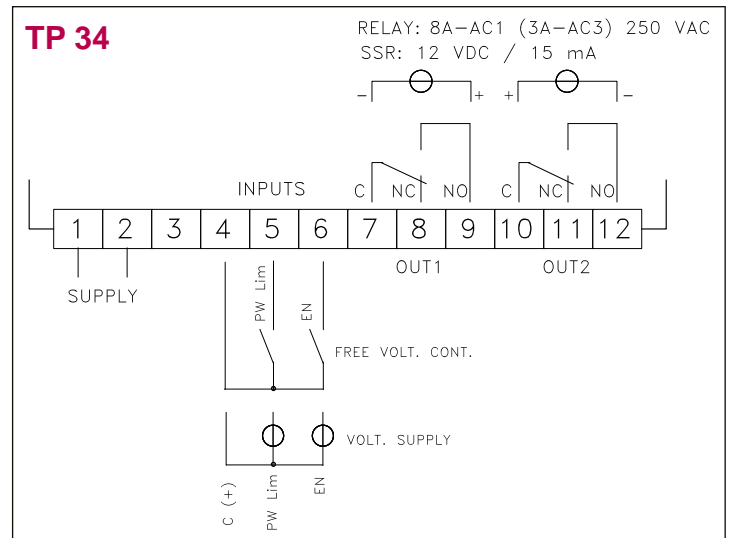 TP 34
RELAY: 8A-AC1 (3A-AC3) 250 VAC
SSR: 12 VDC / 15 mA
- + + -
INPUTS
C NC NO C NC NO
1 2 3 4 5 6 7 8 9 10 11 12
SUPPLY
OUT1 OUT2
PW Lim
EN
FREE VOLT. CONT.
VOLT. SUPPLY
C (+)
PW Lim
EN